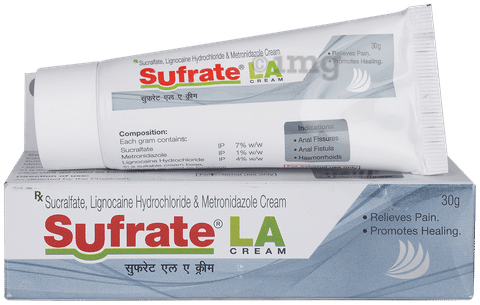 Rx Sucralfate, Lignocaine Hydrochloride & Metronidazole Cream
30g
Sufrate® LA
CREAM
सुफरेट एल ए क्रीम
• Relieves Pain.
• Promotes Healing.
1mg
Composition:
Each gram contains:
Sucralfate IP 7% w/w
Metronidazole IP 1% w/w
Lignocaine Hydrochloride IP 4% w/w
Indications:
• Anal Fissures
• Anal Fistula
• Haemorrhoids
Rx Sucralfate, Lignocaine Hydrochloride & Metronidazole Cream
30g
Sufrate® LA
CREAM
सुफरेट एल ए क्रीम
• Relieves Pain.
• Promotes Healing.